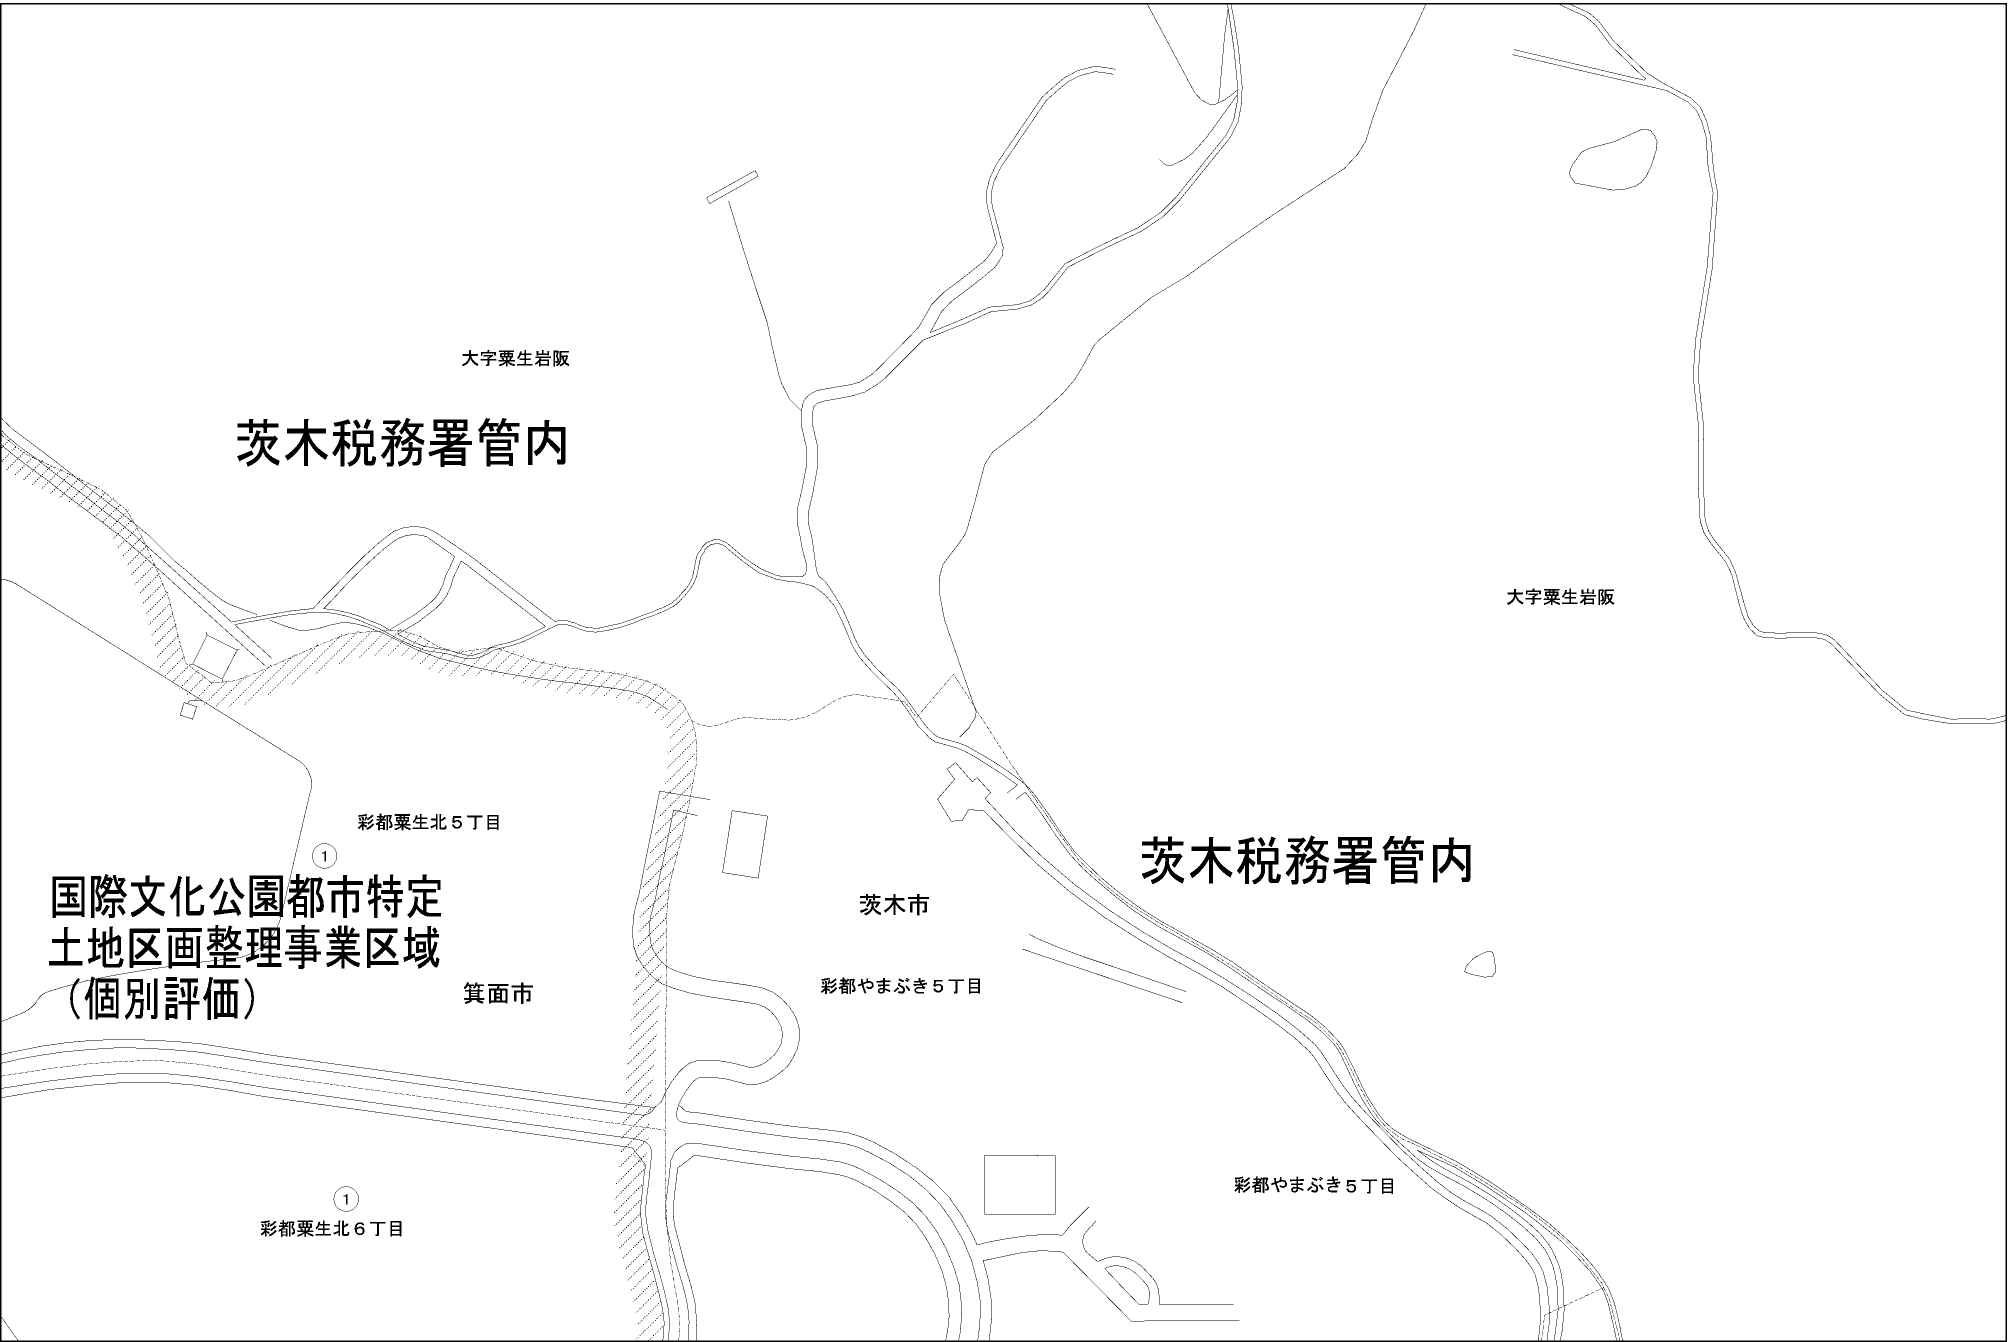 大字粟生岩阪
茨木税務署管内
大字粟生岩阪
彩都粟生北５丁目
①
国際文化公園都市特定
土地区画整理事業区域
（個別評価）
箕面市
茨木税務署管内
茨木市
彩都やまぶき５丁目
①
彩都粟生北６丁目
彩都やまぶき５丁目